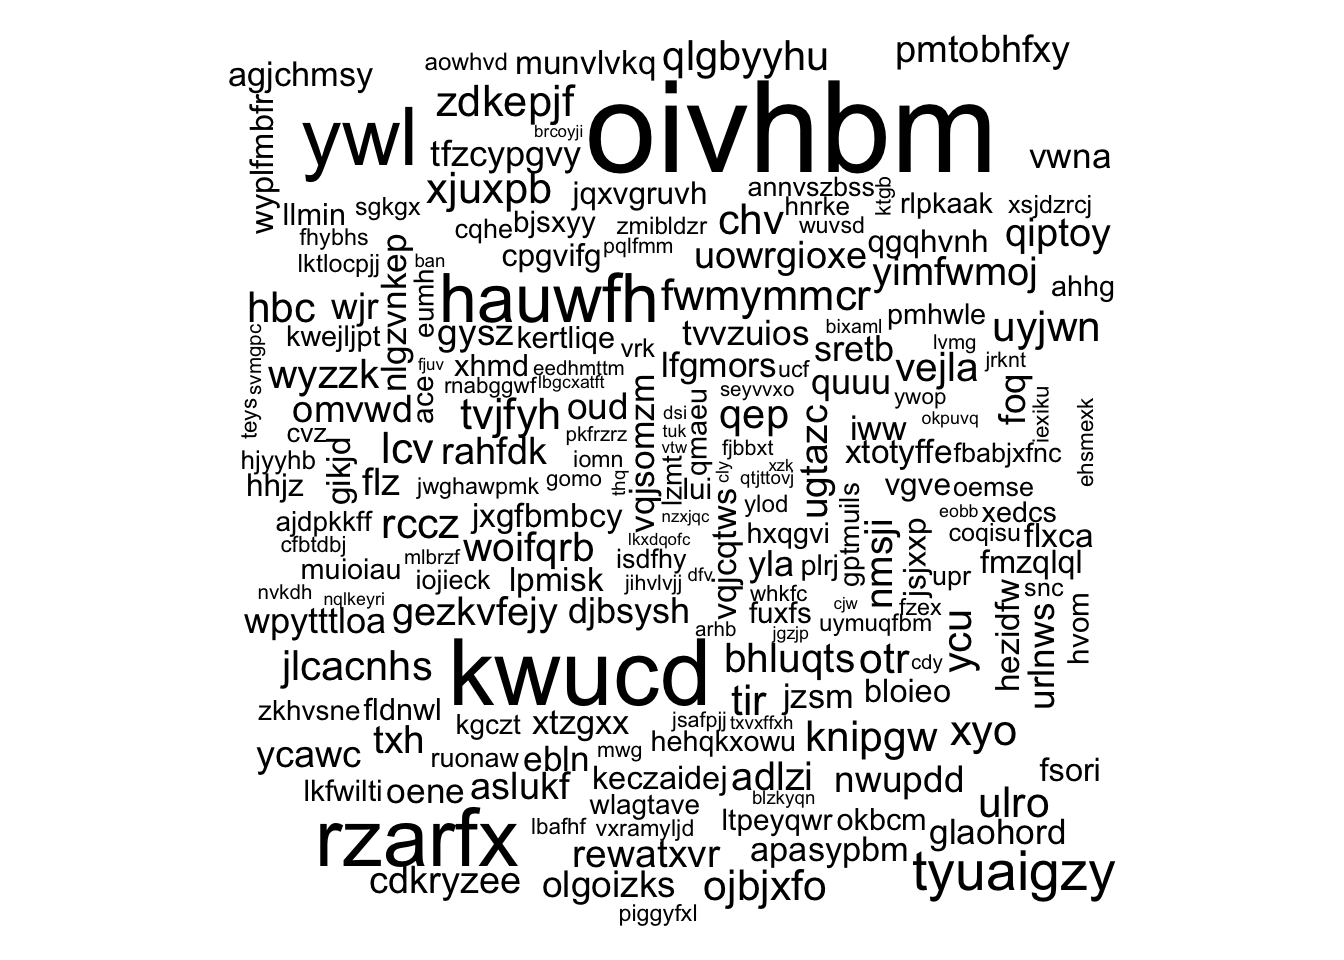 pmtobhfxy
agjchmsy aowhvd munvlvkq qlgbyyhu
zdkepjf oivhbm
ywl brcoyji
tfzcypgvy vwna
wyplfmbfr
xjuxpb jqxvgruvh annvszbss ktgb rlpkaak xsjdzrcj
llmin sgkgx hnrke
cqhe bjsxyy zmibldzr chv wuvsd qgqhvnh qiptoy
fhybhs pqlfmm
lktlocpjj ban cpgvifg uowrgioxe yimfwmoj ahhg
nlgzvnkep eumh
hbc wjr hauwfh fwmymmcr pmhwle
kwejljpt gysz kertliqe tvvzuios bixaml uyjwn
svmgpc vrk sretb lvmg
wyzzk fjuv xhmd eedhmttm lfgmors ucf vejla jrknt
ace rnabggwf lbgcxatft seyvvxo quuu ywop foq
teys omvwd tvjfyh oud dsi qep okpuvq iexiku
cvz pkfrzrz tuk iww ehsmexk
hjyyhb lcv rahfdk iomn vtw qmaeu fjbbxt xtotyffe fbabjxfnc
hhjz gikjd flz jwghawpmk gomo thq vqjsomzm lzmt lui cly xzk qtjttovj ugtazc vgve oemse
ajdpkkff rccz jxgfbmbcy nzxjqc ylod eobb xedcs
cfbtdbj woifqrb lkxdqofc hxqgvi gptmuils coqisu flxca
muioiau mlbrzf isdfhy yla plrj nmsji jsjxxp fmzqlql
iojieck lpmisk jihvlvjj dfv vqjcqtws upr
nvkdh nqlkeyri whkfc cjw snc
wpytttloa gezkvfejy djbsysh fuxfs fzex
arhb jgzjp uymuqfbm ycu hezidfw urlnws hvom
jlcacnhs kwucd bhluqts otr cdy
tir jzsm bloieo
zkhvsne fldnwl kgczt xtzgxx jsafpjj txvxffxh
txh hehqkxowu knipgw xyo
ycawc ruonaw ebln mwg
lkfwilti oene aslukf keczaidej adlzi nwupdd fsori
wlagtave blzkyqn ulro
rzarfx lbafhf vxramyljd ltpeyqwr okbcm glaohord
rewatxvr apasypbm
cdkryzee olgoizks ojbjxfo tyuaigzy
piggyfxl